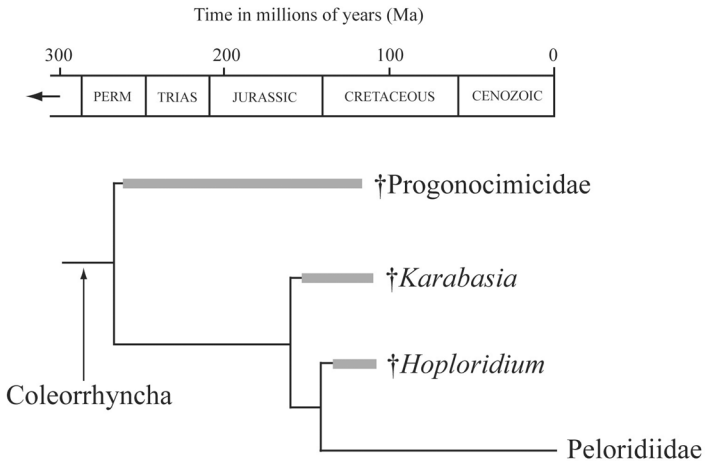 Time in millions of years (Ma)
300 200 100 0
PERM TRIAS JURASSIC CRETACEOUS CENOZOIC
†Progonocimicidae
†Karabasia
†Hoploridium
Coleorrhyncha
Peloridiidae